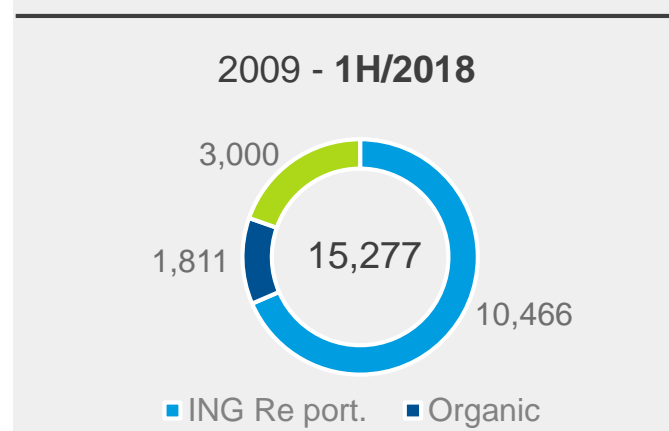 2009 - 1H/2018
3,000
1,811
15,277
10,466
ING Re port.
Organic